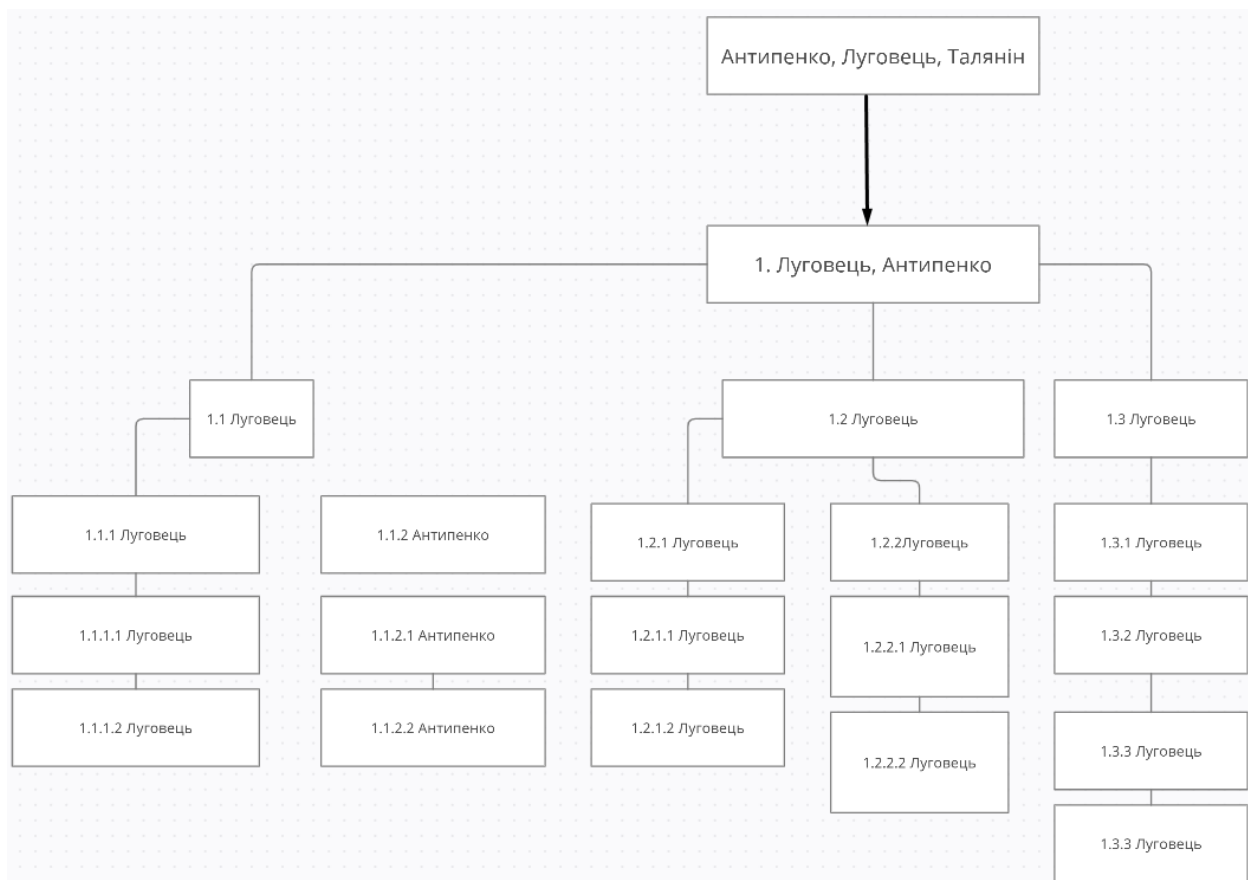 Антипенко, Луговець, Талянін
1. Луговець, Антипенко
1.1 Луговець
1.2 Луговець
1.3 Луговець
1.1.1 Луговець
1.1.2 Антипенко
1.2.1 Луговець
1.2.2Луговець
1.3.1 Луговець
1.1.1.1 Луговець
1.1.2.1 Антипенко
1.2.1.1 Луговець
1.2.2.1 Луговець
1.3.2 Луговець
1.1.1.2 Луговець
1.1.2.2 Антипенко
1.2.1.2 Луговець
1.2.2.2 Луговець
1.3.3 Луговець
1.3.3 Луговець